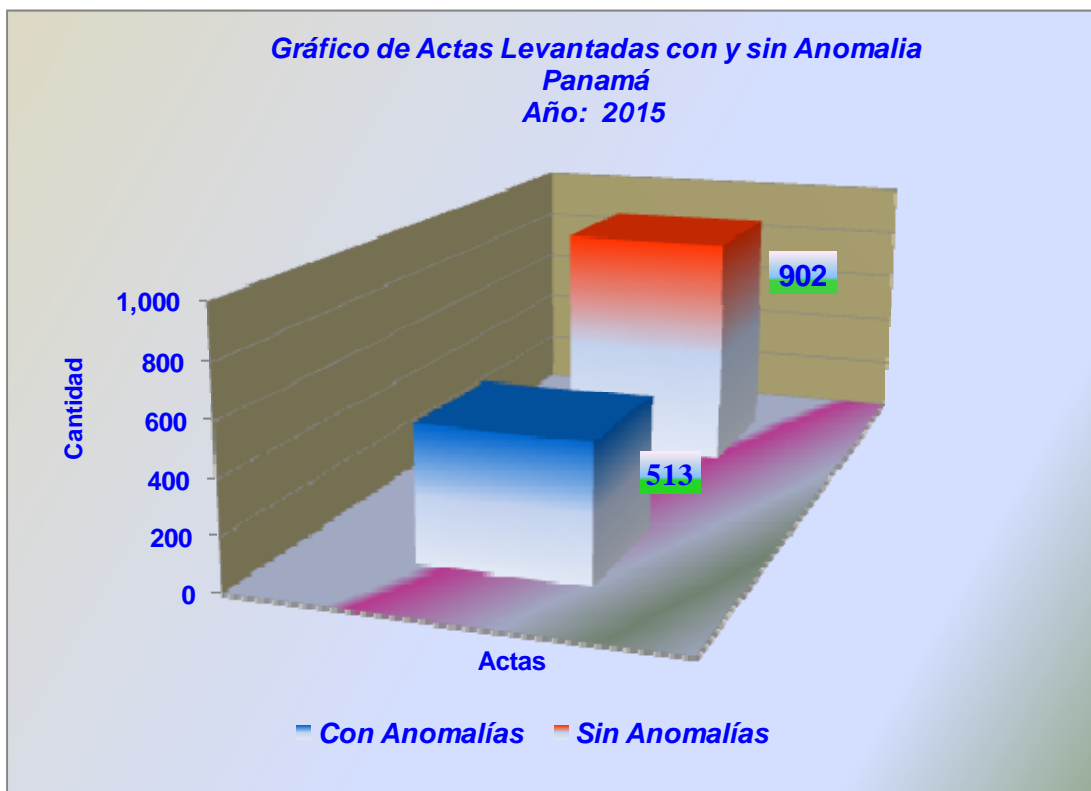 Gráfico de Actas Levantadas con y sin Anomalia
Panamá
Año: 2015
1,000
800
600
400
200
0
Cantidad
902
513
Actas
Con Anomalías
Sin Anomalías